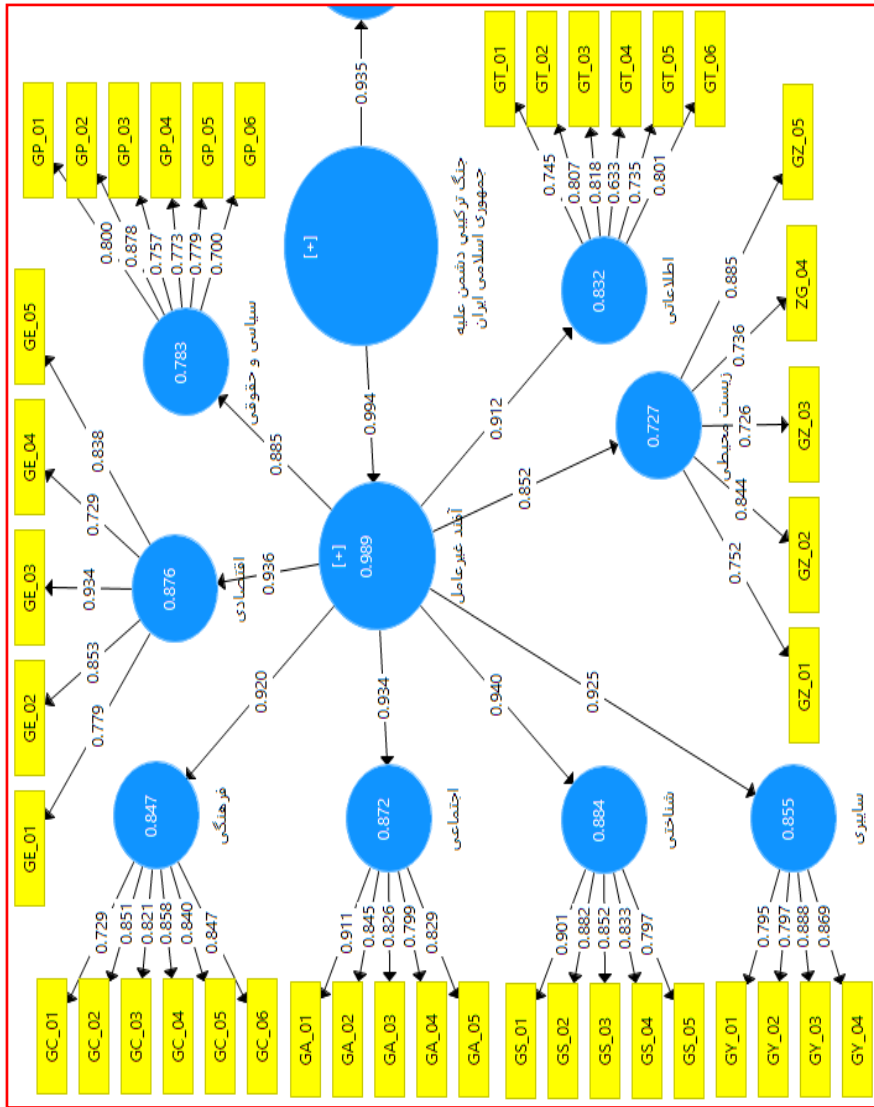 0.935
[+]
جنگ ترکیبی دشمن علیه
جمهوری اسلامی ایران
0.994
[+]
0.989
آفند غیرعامل
GP_01
GP_02
GP_03
GP_04
GP_05
GP_06
0.800
0.878
0.757
0.773
0.779
0.700
0.783
سیاسی و حقوقی
0.885
GE_05
GE_04
GE_03
GE_02
GE_01
0.838
0.729
0.934
0.853
0.779
0.876
اقتصادی
0.936
GT_01
GT_02
GT_03
GT_04
GT_05
GT_06
0.745
0.807
0.818
0.633
0.735
0.801
0.832
اطلاعاتی
0.912
GZ_05
ZG_04
GZ_03
GZ_02
GZ_01
0.885
0.736
0.726
0.844
0.752
0.727
زیست محیطی
0.852
0.920
0.847
فرهنگی
0.729
0.851
0.821
0.858
0.840
0.847
GC_01
GC_02
GC_03
GC_04
GC_05
GC_06
0.934
0.872
اجتماعی
0.911
0.845
0.826
0.799
0.829
GA_01
GA_02
GA_03
GA_04
GA_05
0.940
0.884
شناختی
0.901
0.882
0.852
0.833
0.797
GS_01
GS_02
GS_03
GS_04
GS_05
0.925
0.855
سایبری
0.795
0.797
0.888
0.869
GY_01
GY_02
GY_03
GY_04